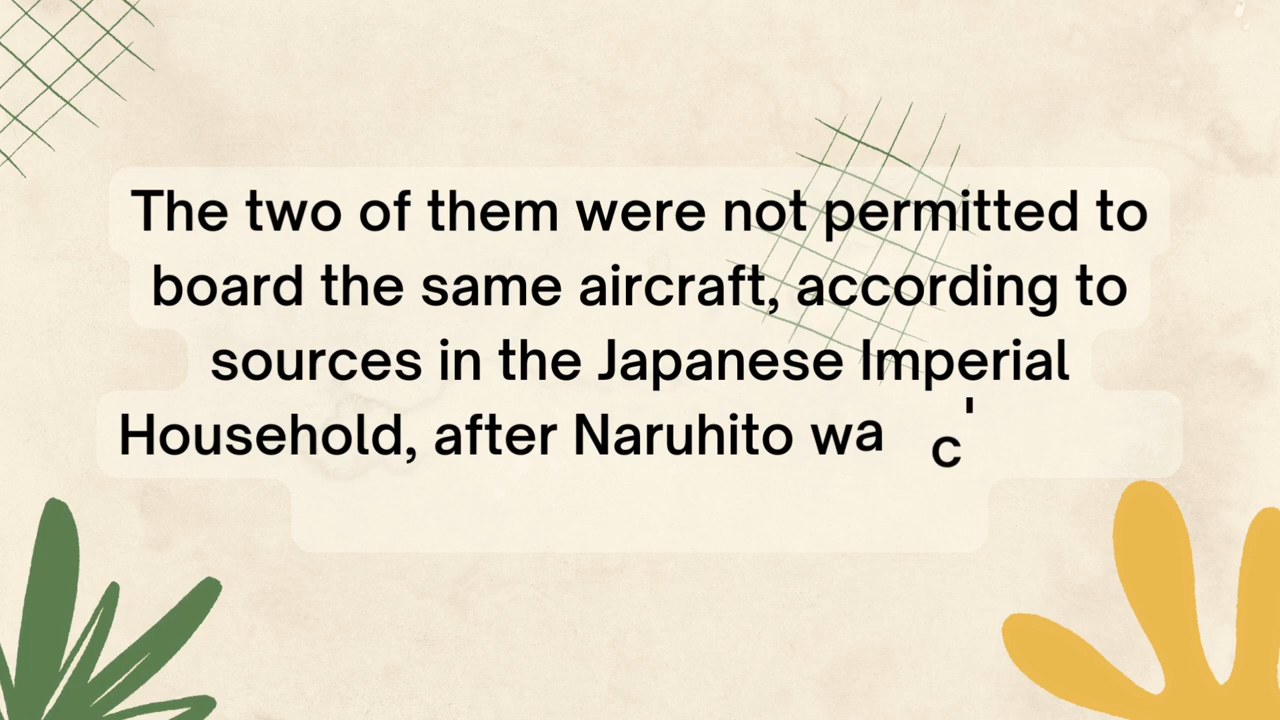 The two of them were not permitted to
board the same aircraft, according to
sources in the Japanese Imperial
Household, after Naruhito wa